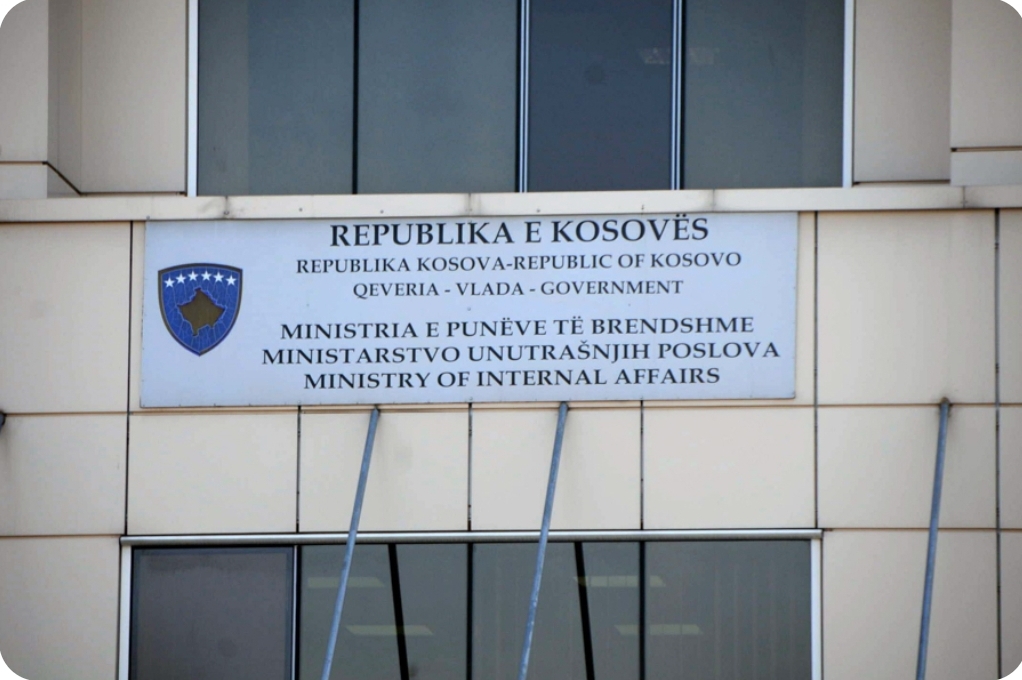 REPUBLIKA E KOSOVËS
REPUBLIKA KOSOVA-REPUBLIC OF KOSOVO
QEVERIA - VLADA - GOVERNMENT
MINISTRIA E PUNËVE TË BRENDSHME
MINISTARSTVO UNUTRAŠNJIH POSLOVA
MINISTRY OF INTERNAL AFFAIRS